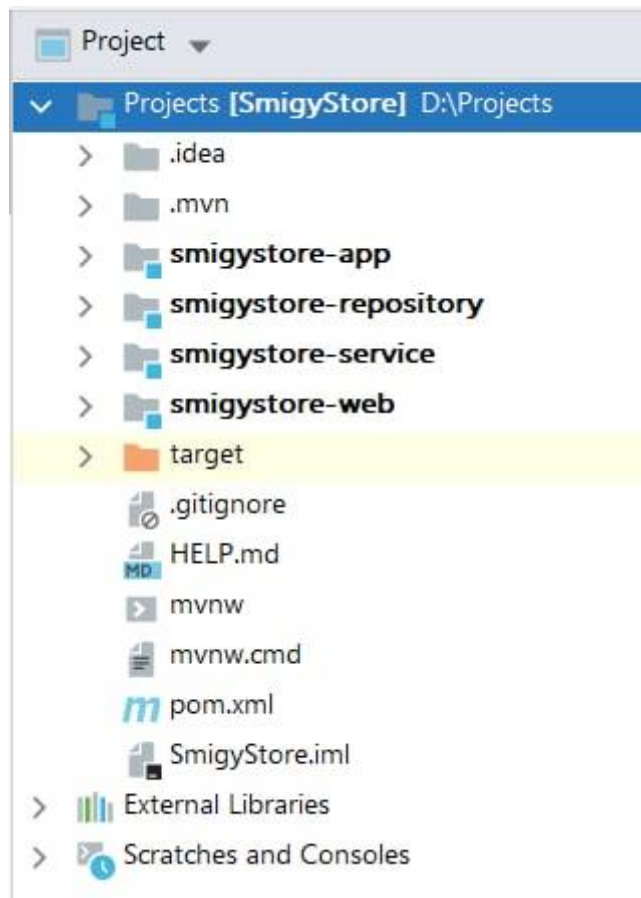 Project
Projects [SmigyStore] D:\Projects
.idea
.mvn
smigystore-app
smigystore-repository
smigystore-service
smigystore-web
target
.gitignore
MD HELP.md
mvnw
mvnw.cmd
m pom.xml
SmigyStore.iml
External Libraries
Scratches and Consoles